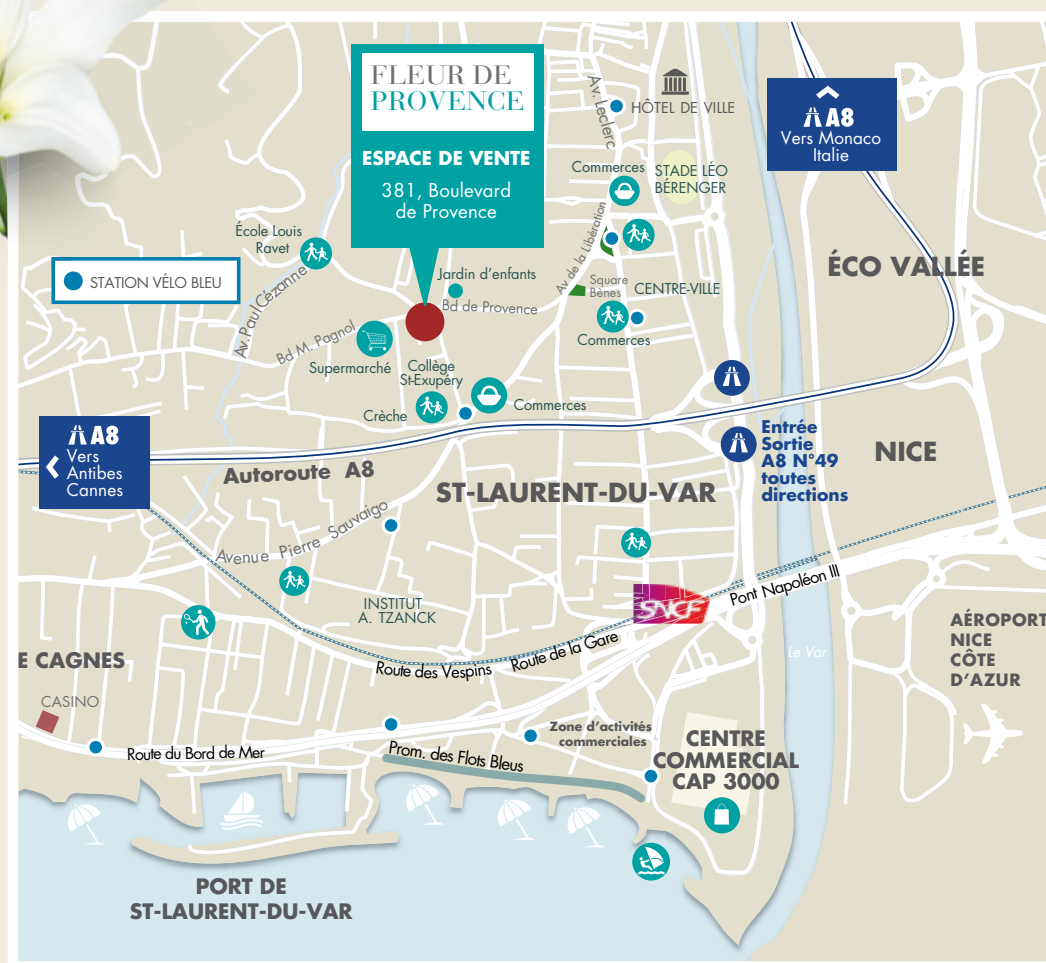 FLEUR DE
PROVENCE
ESPACE DE VENTE
381, Boulevard
de Provence
Av. Leclerc
HÔTEL DE VILLE
A8
Vers Monaco
Italie
Commerces
STADE LÉO
BÉRENGER
École Louis
Ravet
Av de la Libération
STATION VÉLO BLEU
Av. Paul Cézanne
Jardin d'enfants
Bd de Provence
Square
Bènes
CENTRE-VILLE
ÉCO VALLÉE
Bd M. Pagnol
Supermarché
Collège
St-Exupéry
Commerces
Crèche
Commerces
A8
Vers
Antibes
Cannes
Autoroute A8
Entrée
Sortie
A8 N°49
toutes
directions
NICE
ST-LAURENT-DU-VAR
Avenue Pierre Sauvaigo
INSTITUT
A. TZANCK
SNCF
Pont Napoléon III
AÉROPORT
NICE
CÔTE
D'AZUR
Le Var
E CAGNES
Route des Vespins
Route de la Gare
CASINO
Route du Bord de Mer
Prom. des Flots Bleus
Zone d'activités
commerciales
CENTRE
COMMERCIAL
CAP 3000
PORT DE
ST-LAURENT-DU-VAR